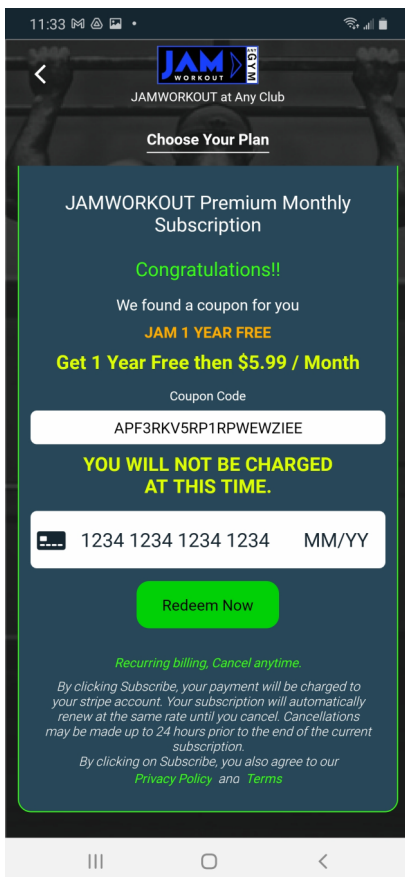 11:33
JAM GYM
WORKOUT
JAMWORKOUT at Any Club
Choose Your Plan
JAMWORKOUT Premium Monthly
Subscription
Congratulations!!
We found a coupon for you
JAM 1 YEAR FREE
Get 1 Year Free then $5.99 / Month
Coupon Code
APF3RKV5RP1RPWEWZIEE
YOU WILL NOT BE CHARGED
AT THIS TIME.
1234 1234 1234 1234 MM/YY
Redeem Now
Recurring billing, Cancel anytime.
By clicking Subscribe, your payment will be charged to
your stripe account. Your subscription will automatically
renew at the same rate until you cancel. Cancellations
may be made up to 24 hours prior to the end of the current
subscription.
By clicking on Subscribe, you also agree to our
Privacy Policy and Terms